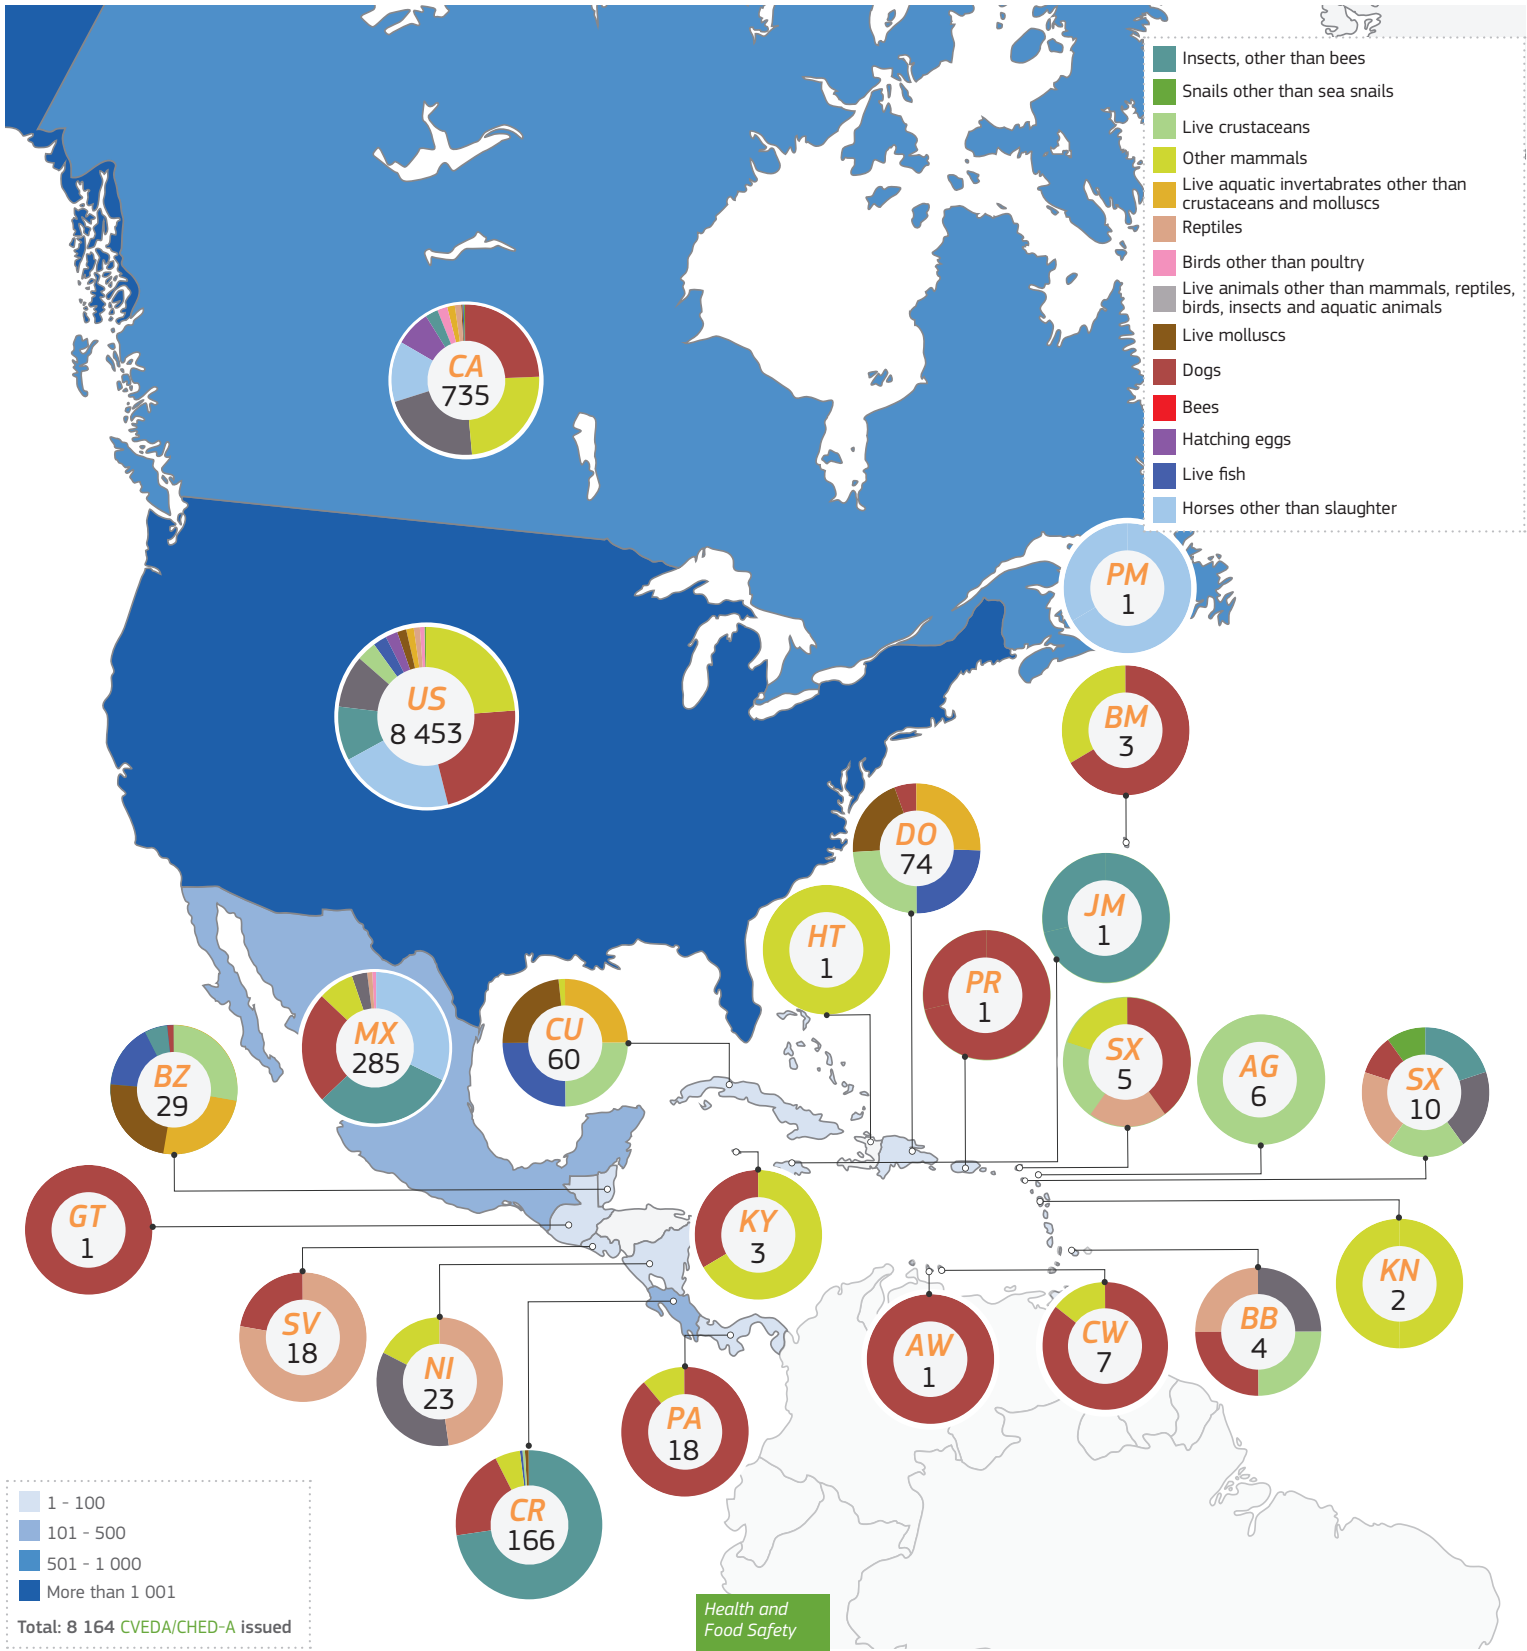 Insects, other than bees
Snails other than sea snails
Live crustaceans
Other mammals
Live aquatic invertabrates other than
crustaceans and molluscs
Reptiles
Birds other than poultry
Live animals other than mammals, reptiles,
birds, insects and aquatic animals
Live molluscs
Dogs
Bees
Hatching eggs
Live fish
Horses other than slaughter
CA
735
PM
1
US
8 453
BM
3
DO
74
JM
1
HT
1
PR
1
MX
285
CU
60
SX
5
AG
6
SX
10
BZ
29
GT
1
KY
3
KN
2
SV
18
NI
23
AW
1
CW
7
BB
4
PA
18
CR
166
1 - 100
101 - 500
501 - 1 000
More than 1 001
Total: 8 164 CVEDA/CHED-A issued
Health and
Food Safety